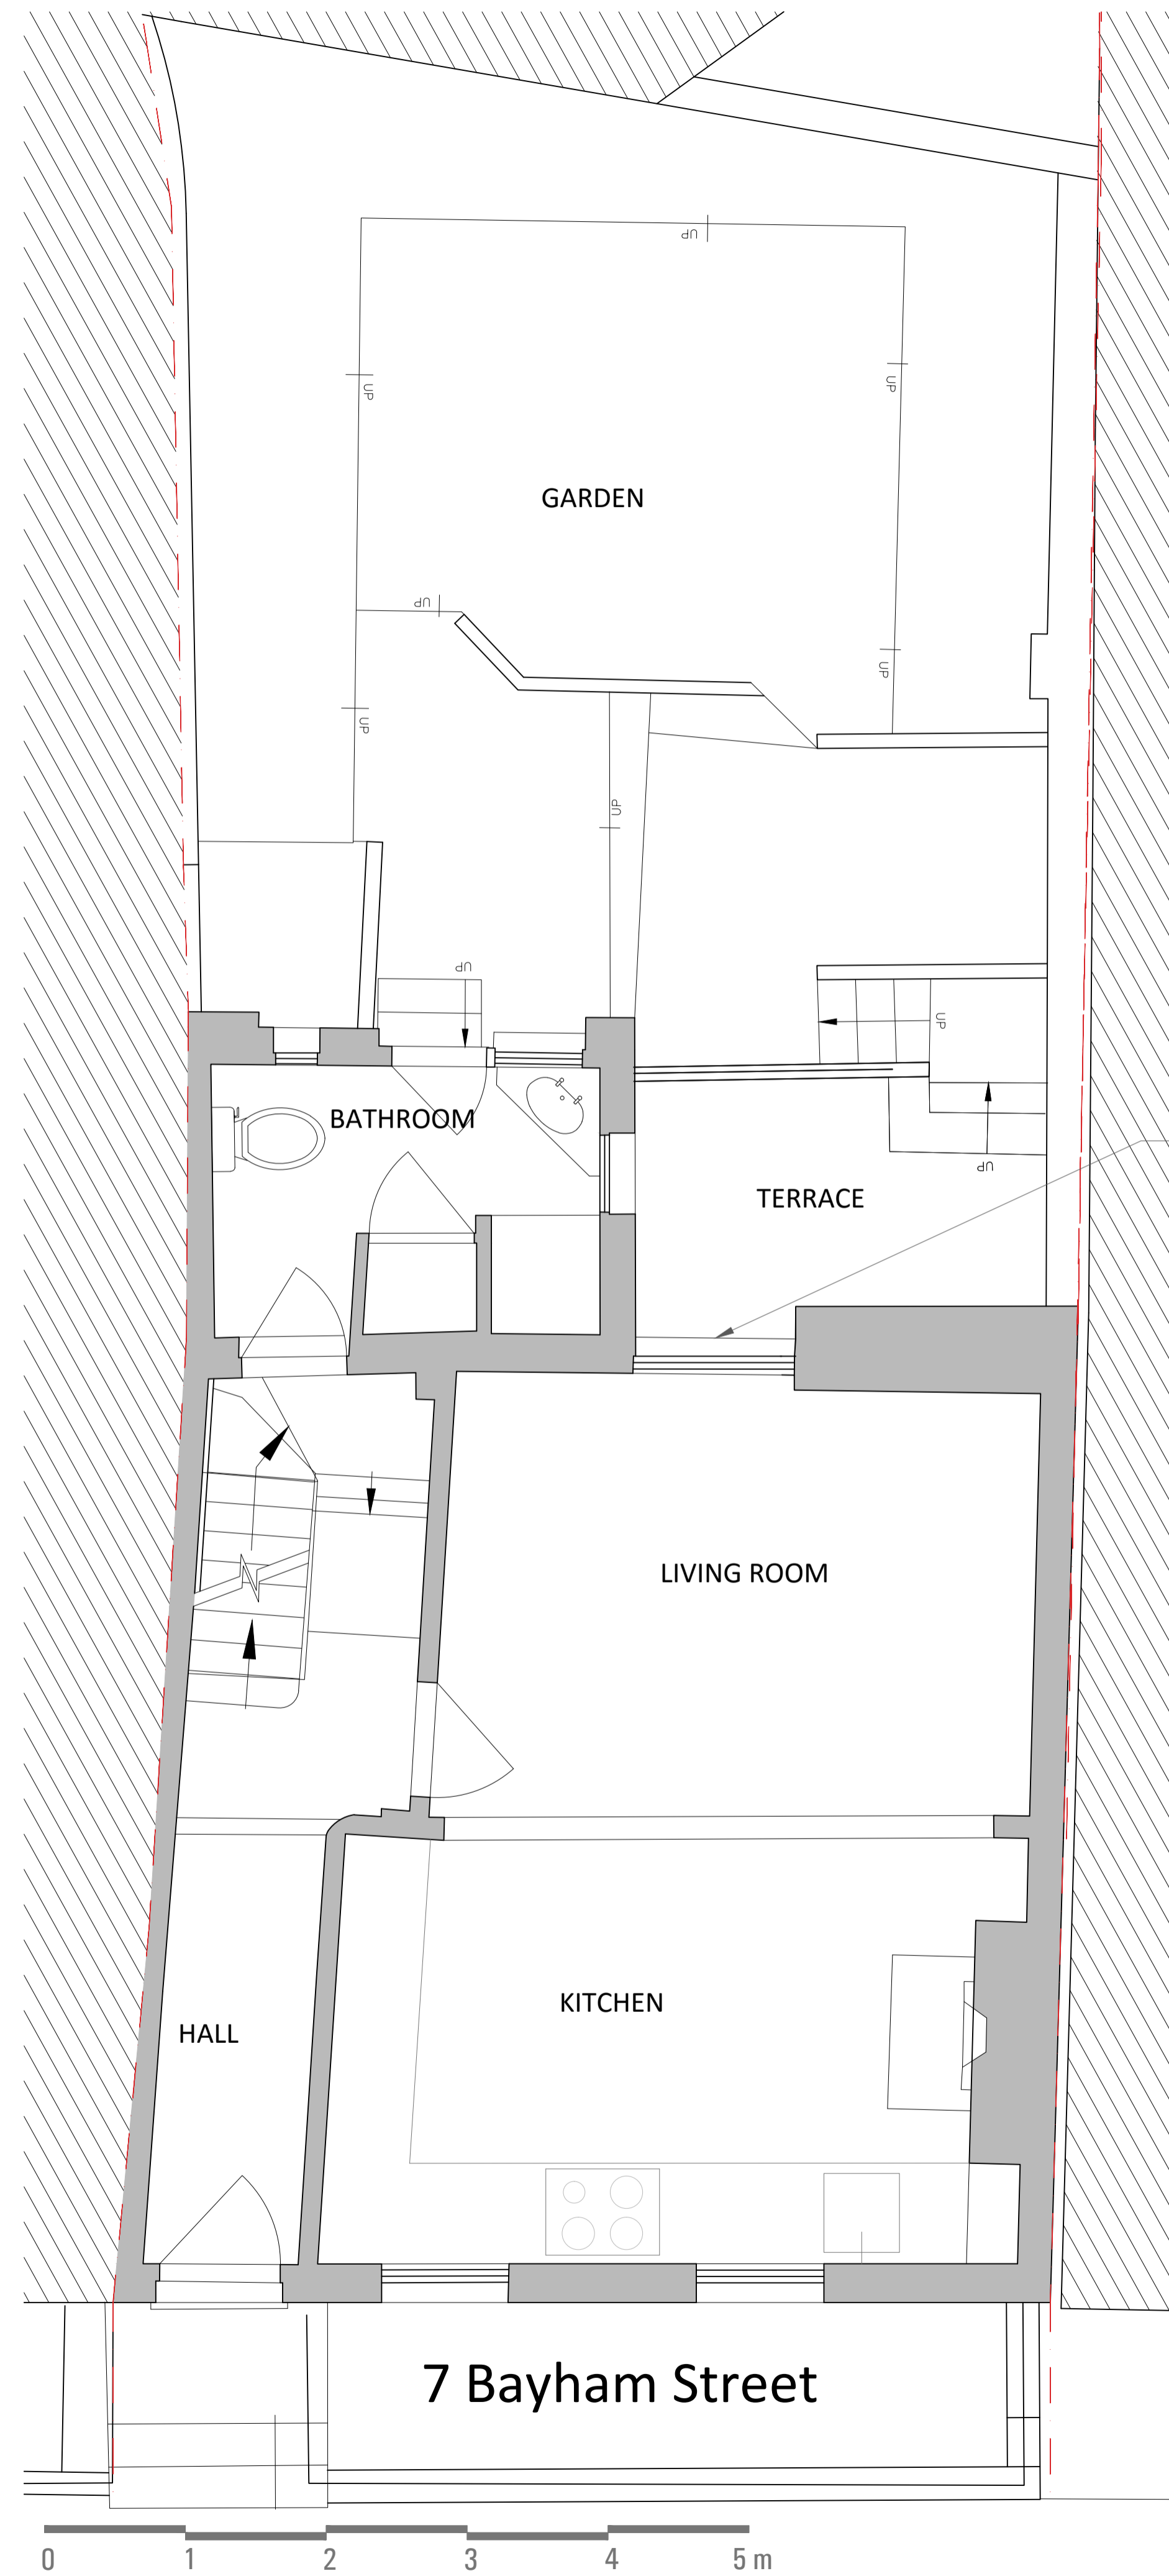 UP
UP
UP
GARDEN
UP
UP
UP
UP
UP
UP
BATHROOM
UP
TERRACE
LIVING ROOM
KITCHEN
HALL
7 Bayham Street
0 1 2 3 4 5 m